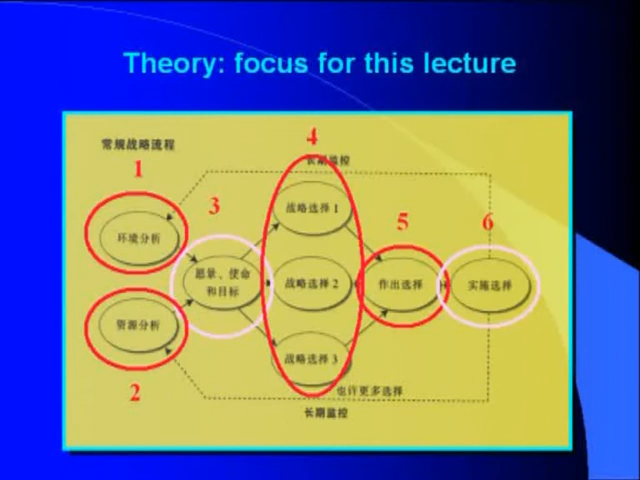 Theory: focus for this lecture
常规战略流程
4
长期监控
1
3
战略选择 1
5
6
环境分析
愿景、使命
和目标
战略选择 2
作出选择
实施选择
资源分析
战略选择 3
2
也许更多选择
长期监控